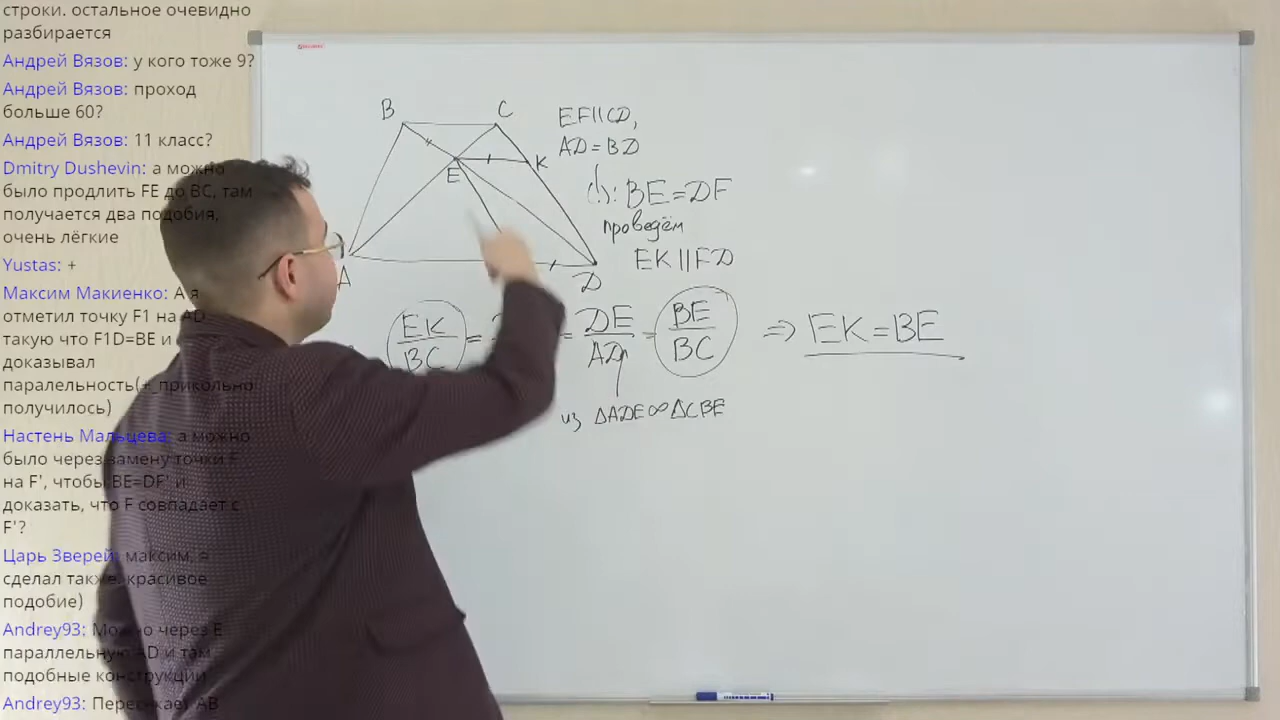 строки. остальное очевидно
разбирается
Андрей Вязов: у кого тоже 9?
Андрей Вязов: проход
больше 60?
Андрей Вязов: 11 класс?
Dmitry Dushevin: а можно
было продлить FE до BC, там
получается два подобия,
очень лёгкие
Yustas: +
Максим Макиенко: А я
отметил точку F1 на AD
такую что F1D=BE и
доказывал
паралельность(+ прикольно
получилось)
Настень Мальцева: а можно
было через замену точки F
на F', чтобы BE=DF' и
доказать, что F совпадает с
F'?
Царь Зверей: максим, я
сделал также. красивое
подобие)
Andrey93: Можно через E
параллельную AD и там
подобные конструкции
Andrey93: Пересекает AB
B
C
E
K
A
D
EF||CD,
AD=BD
(!): BE=DF
проведём
EK||FD
EK/BC = = DE/AD = BE/BC ⇒ EK=BE
из ΔADE∞ΔCBE